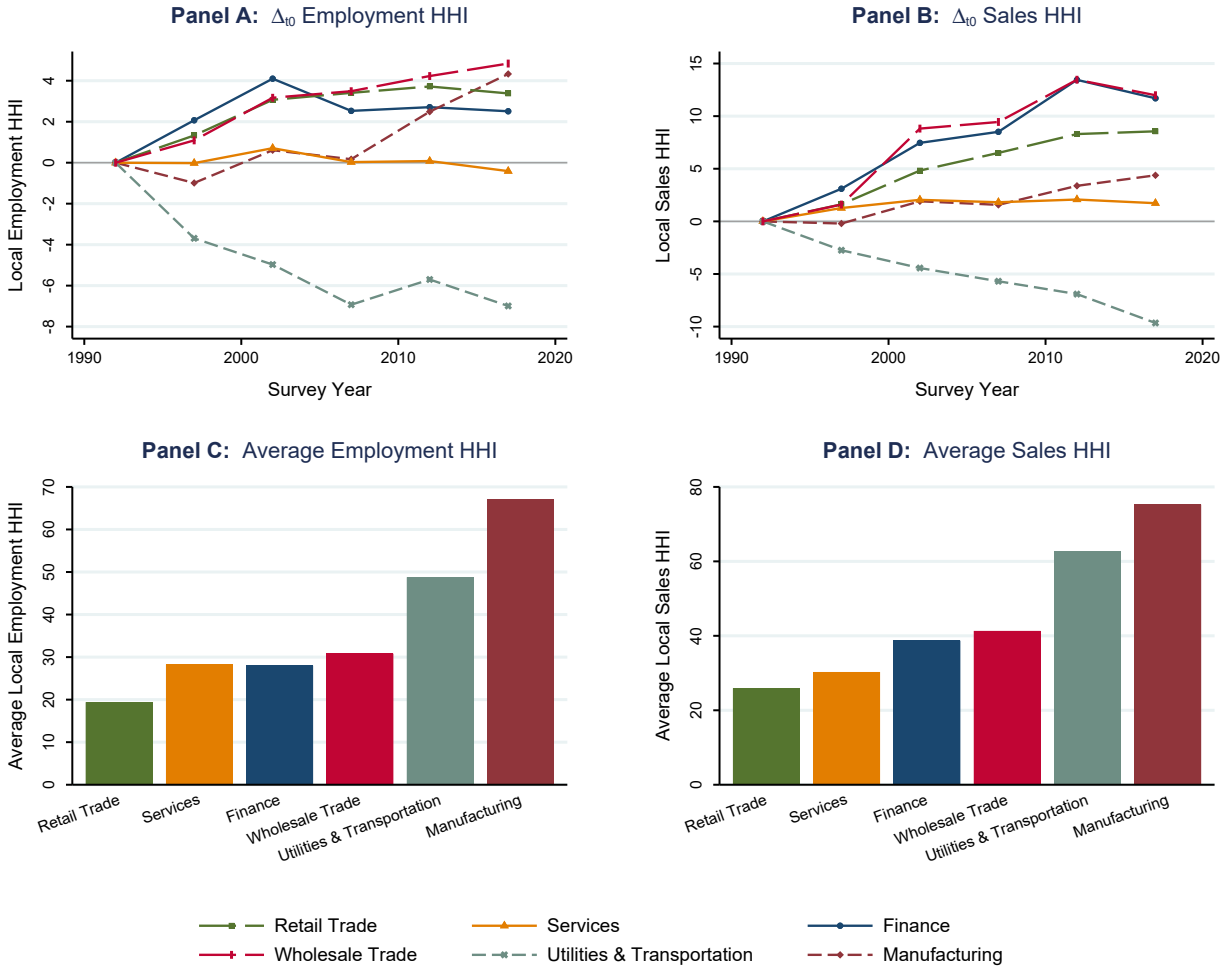 Panel A: Δt0 Employment HHI
Local Employment HHI
4
2
0
-2
-4
-6
-8
1990
2000
2010
2020
Survey Year
Panel B: Δt0 Sales HHI
Local Sales HHI
15
10
5
0
-5
-10
1990
2000
2010
2020
Survey Year
Panel C: Average Employment HHI
Average Local Employment HHI
70
60
50
40
30
20
10
0
Retail Trade
Services
Finance
Wholesale Trade
Utilities & Transportation
Manufacturing
Panel D: Average Sales HHI
Average Local Sales HHI
80
60
40
20
0
Retail Trade
Services
Finance
Wholesale Trade
Utilities & Transportation
Manufacturing
Retail Trade
Services
Finance
Wholesale Trade
Utilities & Transportation
Manufacturing